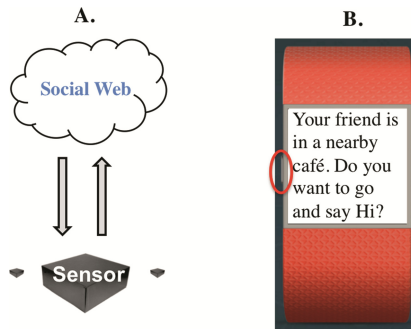 A.
Social Web
Sensor
B.
Your friend is
in a nearby
café. Do you
want to go
and say Hi?